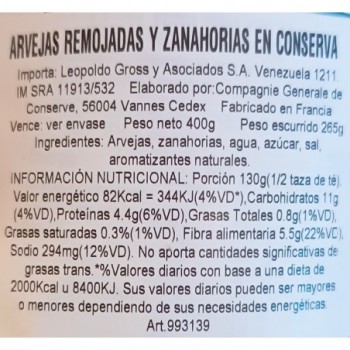 ARVEJAS REMOJADAS Y ZANAHORIAS EN CONSERVA
Importa: Leopoldo Gross y Asociados S.A. Venezuela 1211
IM SRA 11913/532 Elaborado por:Compagnie Generale de
Conserve, 56004 Vannes Cedex Fabricado en Francia
Vence: ver envase Peso neto 400g Peso escurrido 265g
Ingredientes: Arvejas, zanahorias, agua, azúcar, sal,
aromatizantes naturales.
INFORMACIÓN NUTRICIONAL: Porción 130g(1/2 taza de té).
Valor energético 82Kcal = 344KJ(4%VD*),Carbohidratos 11g
(4%VD),Proteínas 4.4g(6%VD),Grasas Totales 0.8g(1%VD),
Grasas saturadas 0.3%(1%VD), Fibra alimentaria 5.5g(22%VD),
Sodio 294mg(12%VD). No aporta cantidades significativas de
grasas trans.*%Valores diarios con base a una dieta de
2000Kcal u 8400KJ. Sus valores diarios pueden ser mayores
o menores dependiendo de sus necesidades energéticas.
Art.993139